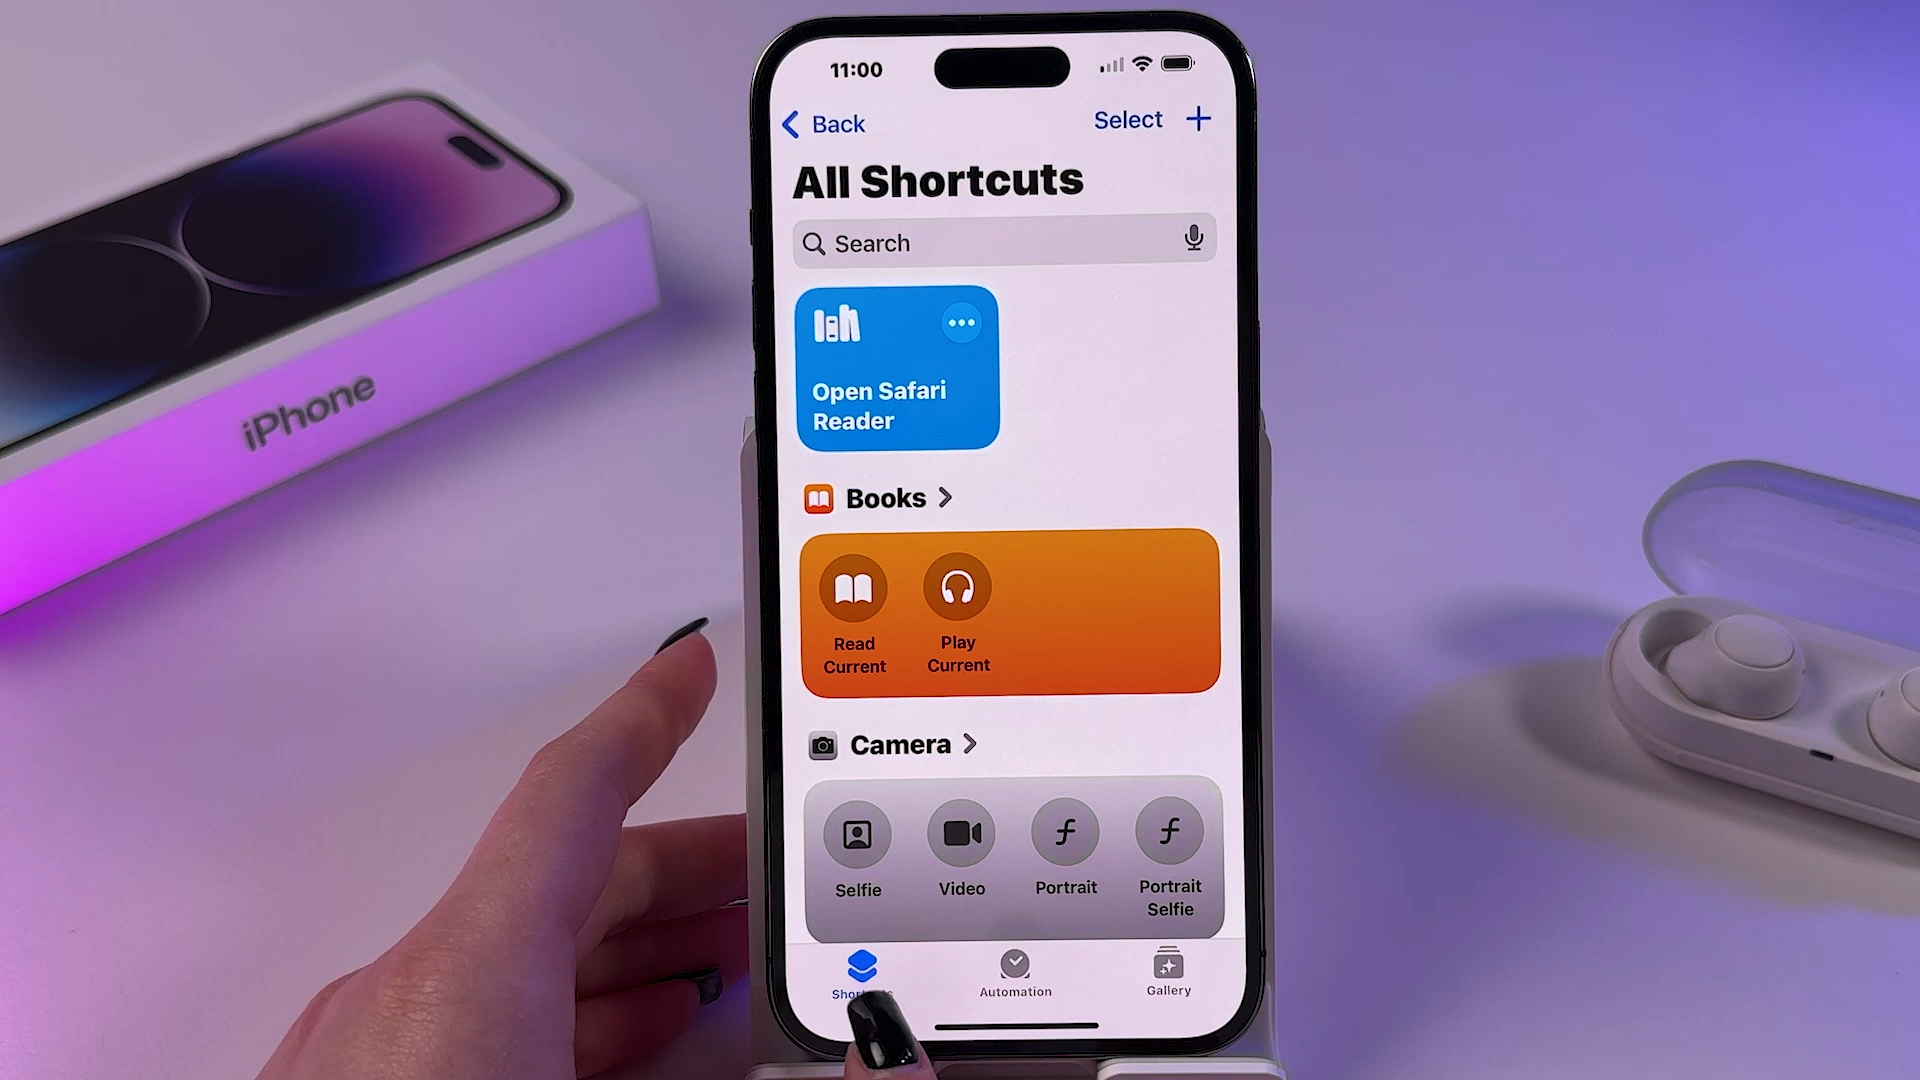 11:00
Back
Select
All Shortcuts
Search
Open Safari
Reader
Books
Read
Current
Play
Current
Camera
Selfie
Video
Portrait
Portrait
Selfie
Automation
Gallery
iPhone